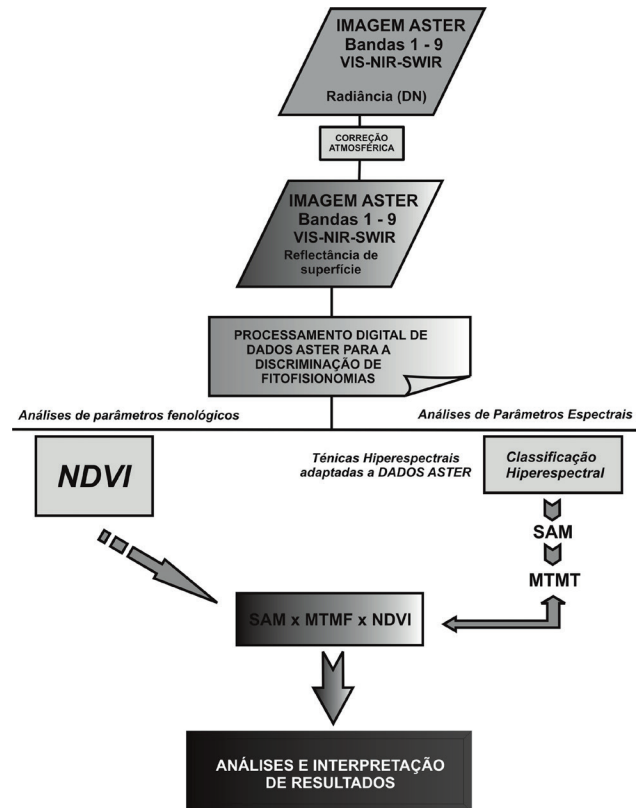 IMAGEM ASTER
Bandas 1 - 9
VIS-NIR-SWIR
Radiância (DN)
CORREÇÃO
ATMOSFÉRICA
IMAGEM ASTER
Bandas 1 - 9
VIS-NIR-SWIR
Reflectância de
superfície
PROCESSAMENTO DIGITAL DE
DADOS ASTER PARA A
DISCRIMINAÇÃO DE
FITOFISIONOMIAS
Análises de parâmetros fenológicos
Análises de Parâmetros Espectrais
NDVI
Ténicas Hiperespectrais
adaptadas a DADOS ASTER
Classificação
Hiperespectral
SAM
MTMT
SAM x MTMF x NDVI
ANÁLISES E INTERPRETAÇÃO
DE RESULTADOS